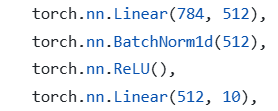 torch.nn.Linear(784, 512),
torch.nn.BatchNorm1d(512),
torch.nn.ReLU(),
torch.nn.Linear(512, 10),